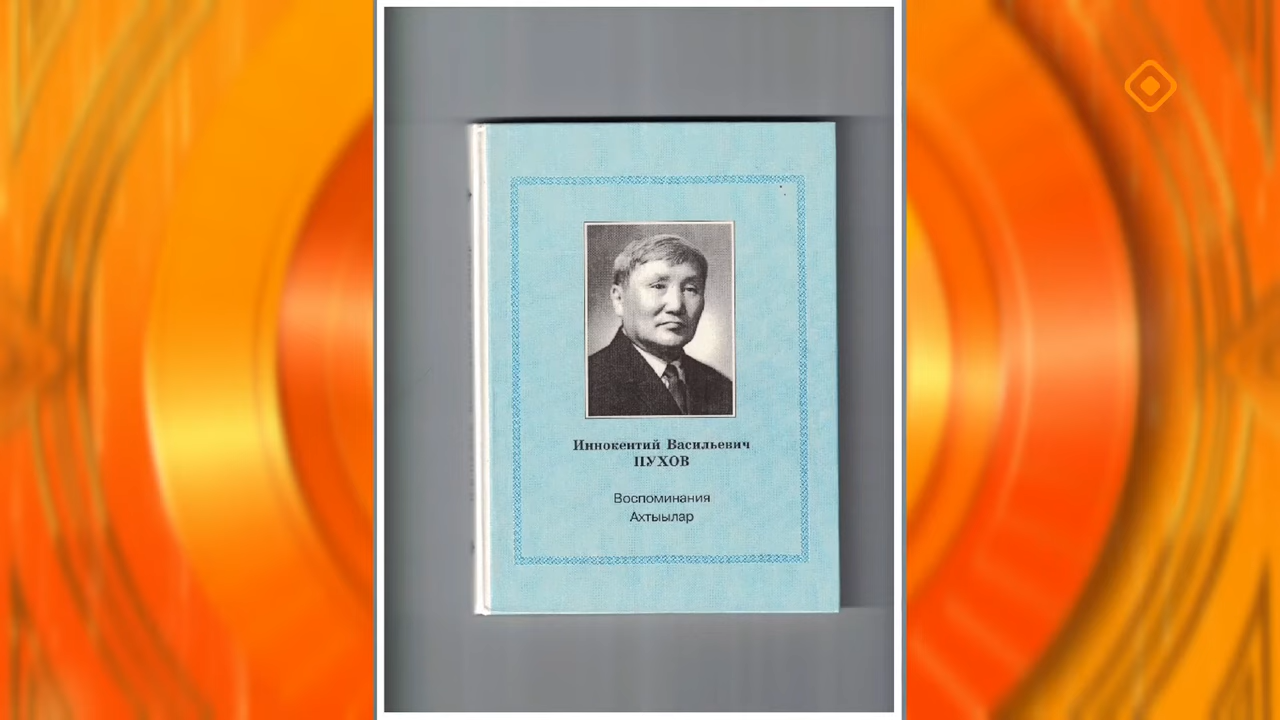 Иннокентий Васильевич
ПУХОВ
Воспоминания
Ахтыылар